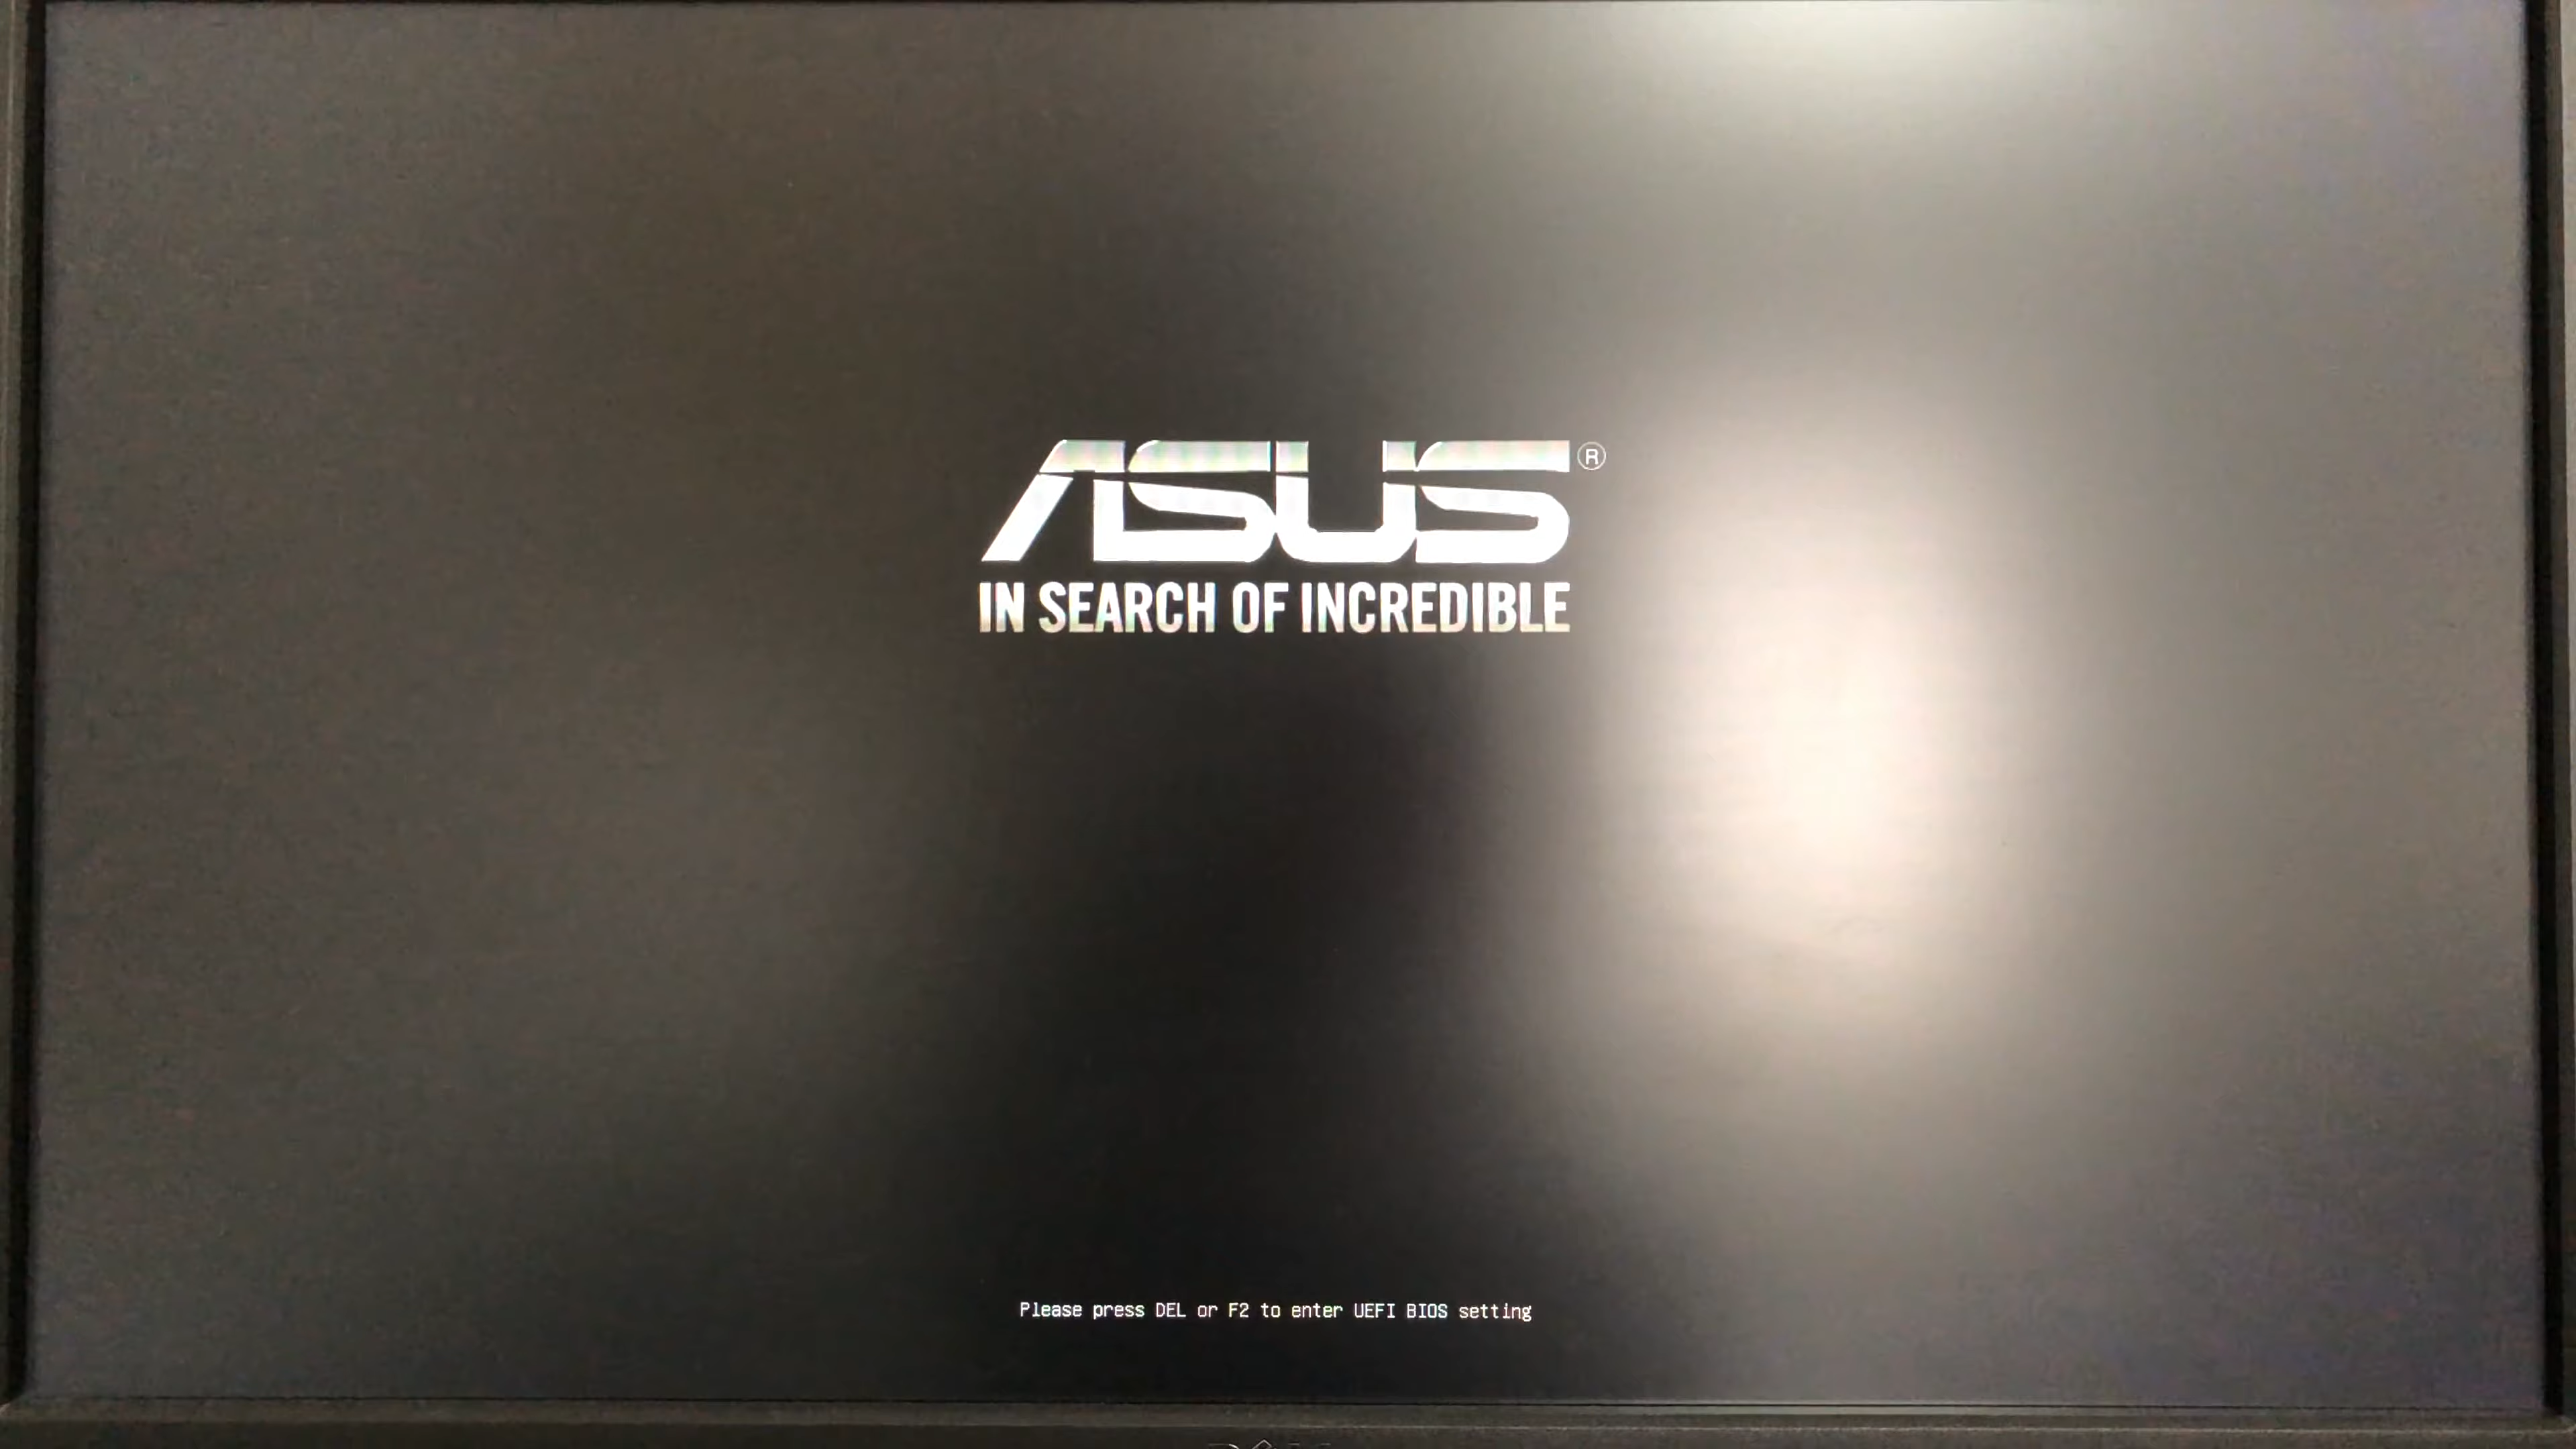 ASUS®
IN SEARCH OF INCREDIBLE
Please press DEL or F2 to enter UEFI BIOS setting